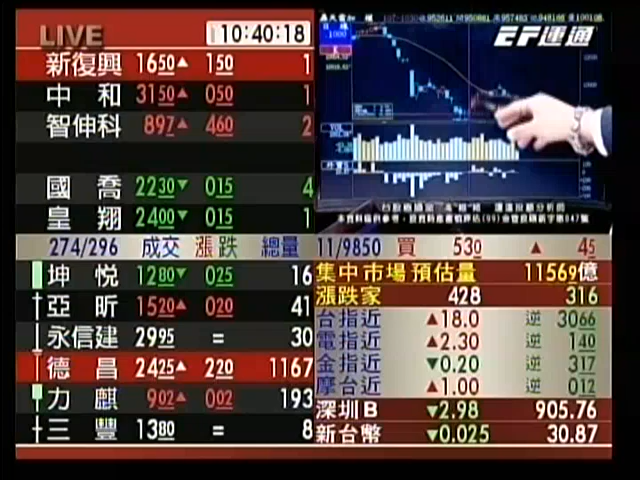 LIVE
10:40:18
EF運通
新復興 16.50▲ 1.50 1
中和 31.50▲ 0.50 1
智伸科 89.7▲ 4.60 2
國喬 22.30▼ 0.15 4
皇翔 24.00▼ 0.15 1
274/296 成交 漲跌 總量
坤悅 12.80▼ 0.25 16
亞昕 15.20▲ 0.20 41
永信建 29.95 = 30
德昌 24.25▲ 2.20 1167
力麒 9.02▲ 0.02 193
三豐 13.80 = 8
11/9850 買 53.0 ▲ 4.5
集中市場預估量 11569億
漲跌家 428 316
台指近 ▲18.0 逆 30.66
電指近 ▲2.30 逆 1.40
金指近 ▼0.20 逆 3.17
摩台近 ▲1.00 逆 0.12
深圳B ▼2.98 905.76
新台幣 ▼0.025 30.87